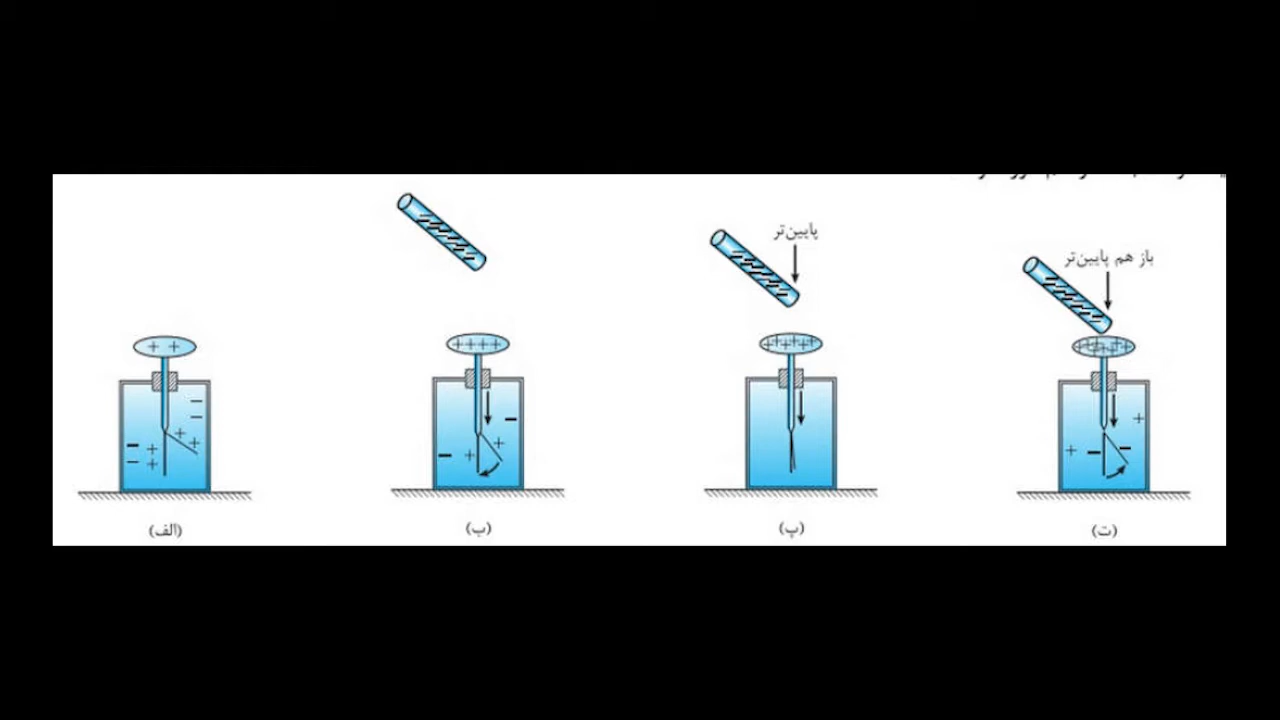 پایین‌تر
باز هم پایین‌تر
(الف)
(ب)
(پ)
(ت)